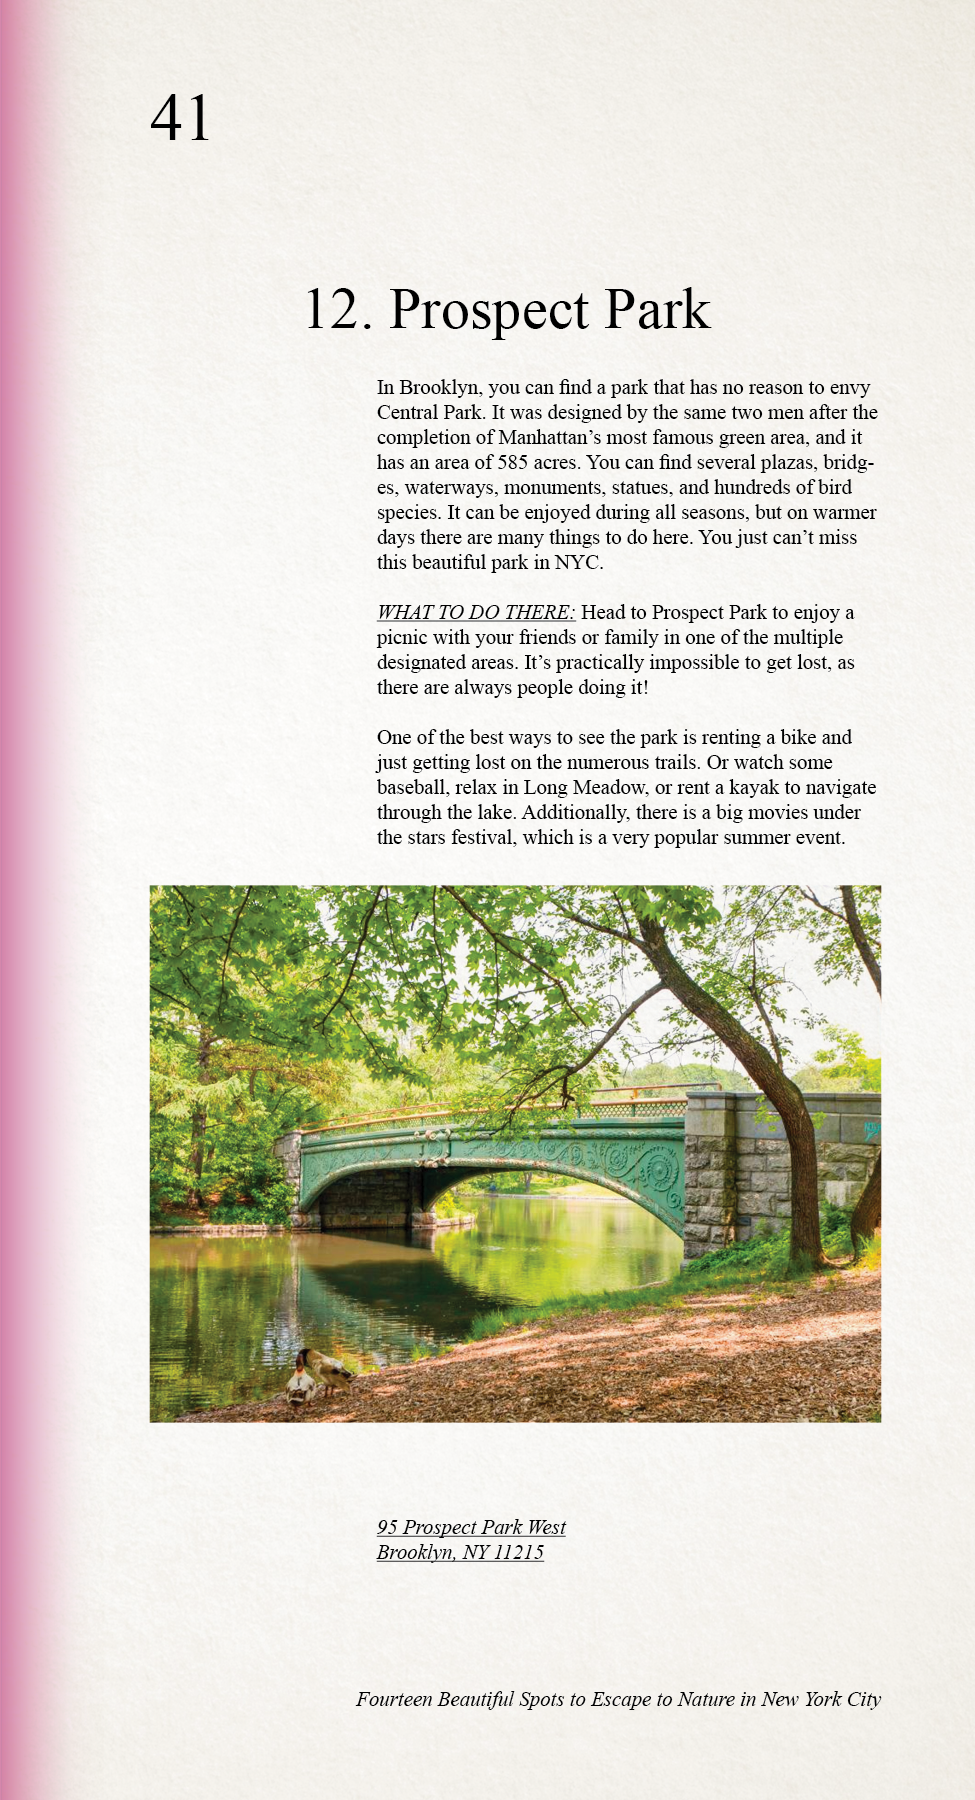 41
12. Prospect Park
In Brooklyn, you can find a park that has no reason to envy
Central Park. It was designed by the same two men after the
completion of Manhattan’s most famous green area, and it
has an area of 585 acres. You can find several plazas, bridg-
es, waterways, monuments, statues, and hundreds of bird
species. It can be enjoyed during all seasons, but on warmer
days there are many things to do here. You just can’t miss
this beautiful park in NYC.
WHAT TO DO THERE: Head to Prospect Park to enjoy a
picnic with your friends or family in one of the multiple
designated areas. It’s practically impossible to get lost, as
there are always people doing it!
One of the best ways to see the park is renting a bike and
just getting lost on the numerous trails. Or watch some
baseball, relax in Long Meadow, or rent a kayak to navigate
through the lake. Additionally, there is a big movies under
the stars festival, which is a very popular summer event.
95 Prospect Park West
Brooklyn, NY 11215
Fourteen Beautiful Spots to Escape to Nature in New York City